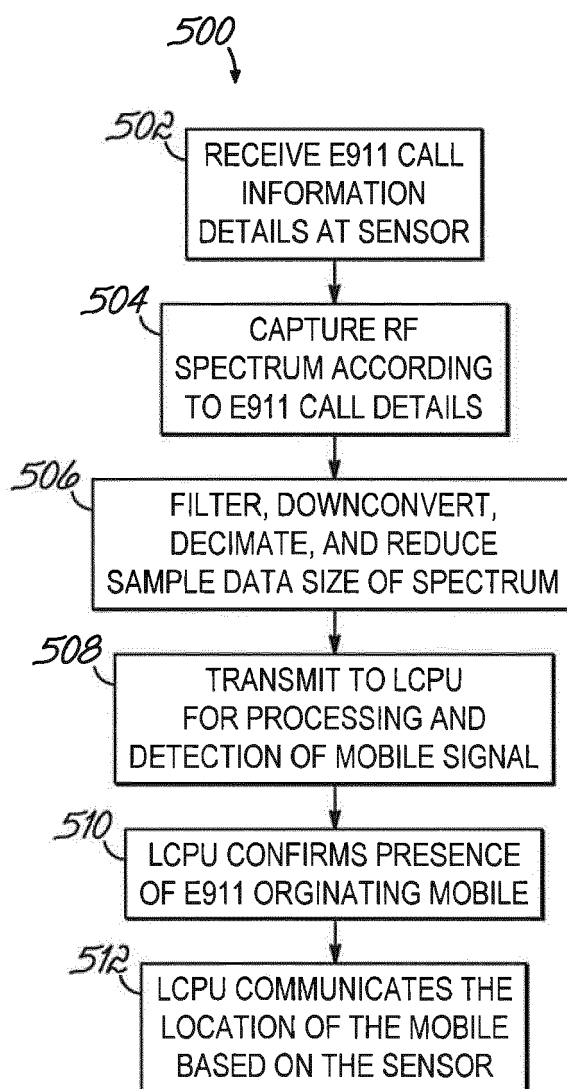 500
502
RECEIVE E911 CALL
INFORMATION
DETAILS AT SENSOR
504
CAPTURE RF
SPECTRUM ACCORDING
TO E911 CALL DETAILS
506
FILTER, DOWNCONVERT,
DECIMATE, AND REDUCE
SAMPLE DATA SIZE OF SPECTRUM
508
TRANSMIT TO LCPU
FOR PROCESSING AND
DETECTION OF MOBILE SIGNAL
510
LCPU CONFIRMS PRESENCE
OF E911 ORGINATING MOBILE
512
LCPU COMMUNICATES THE
LOCATION OF THE MOBILE
BASED ON THE SENSOR